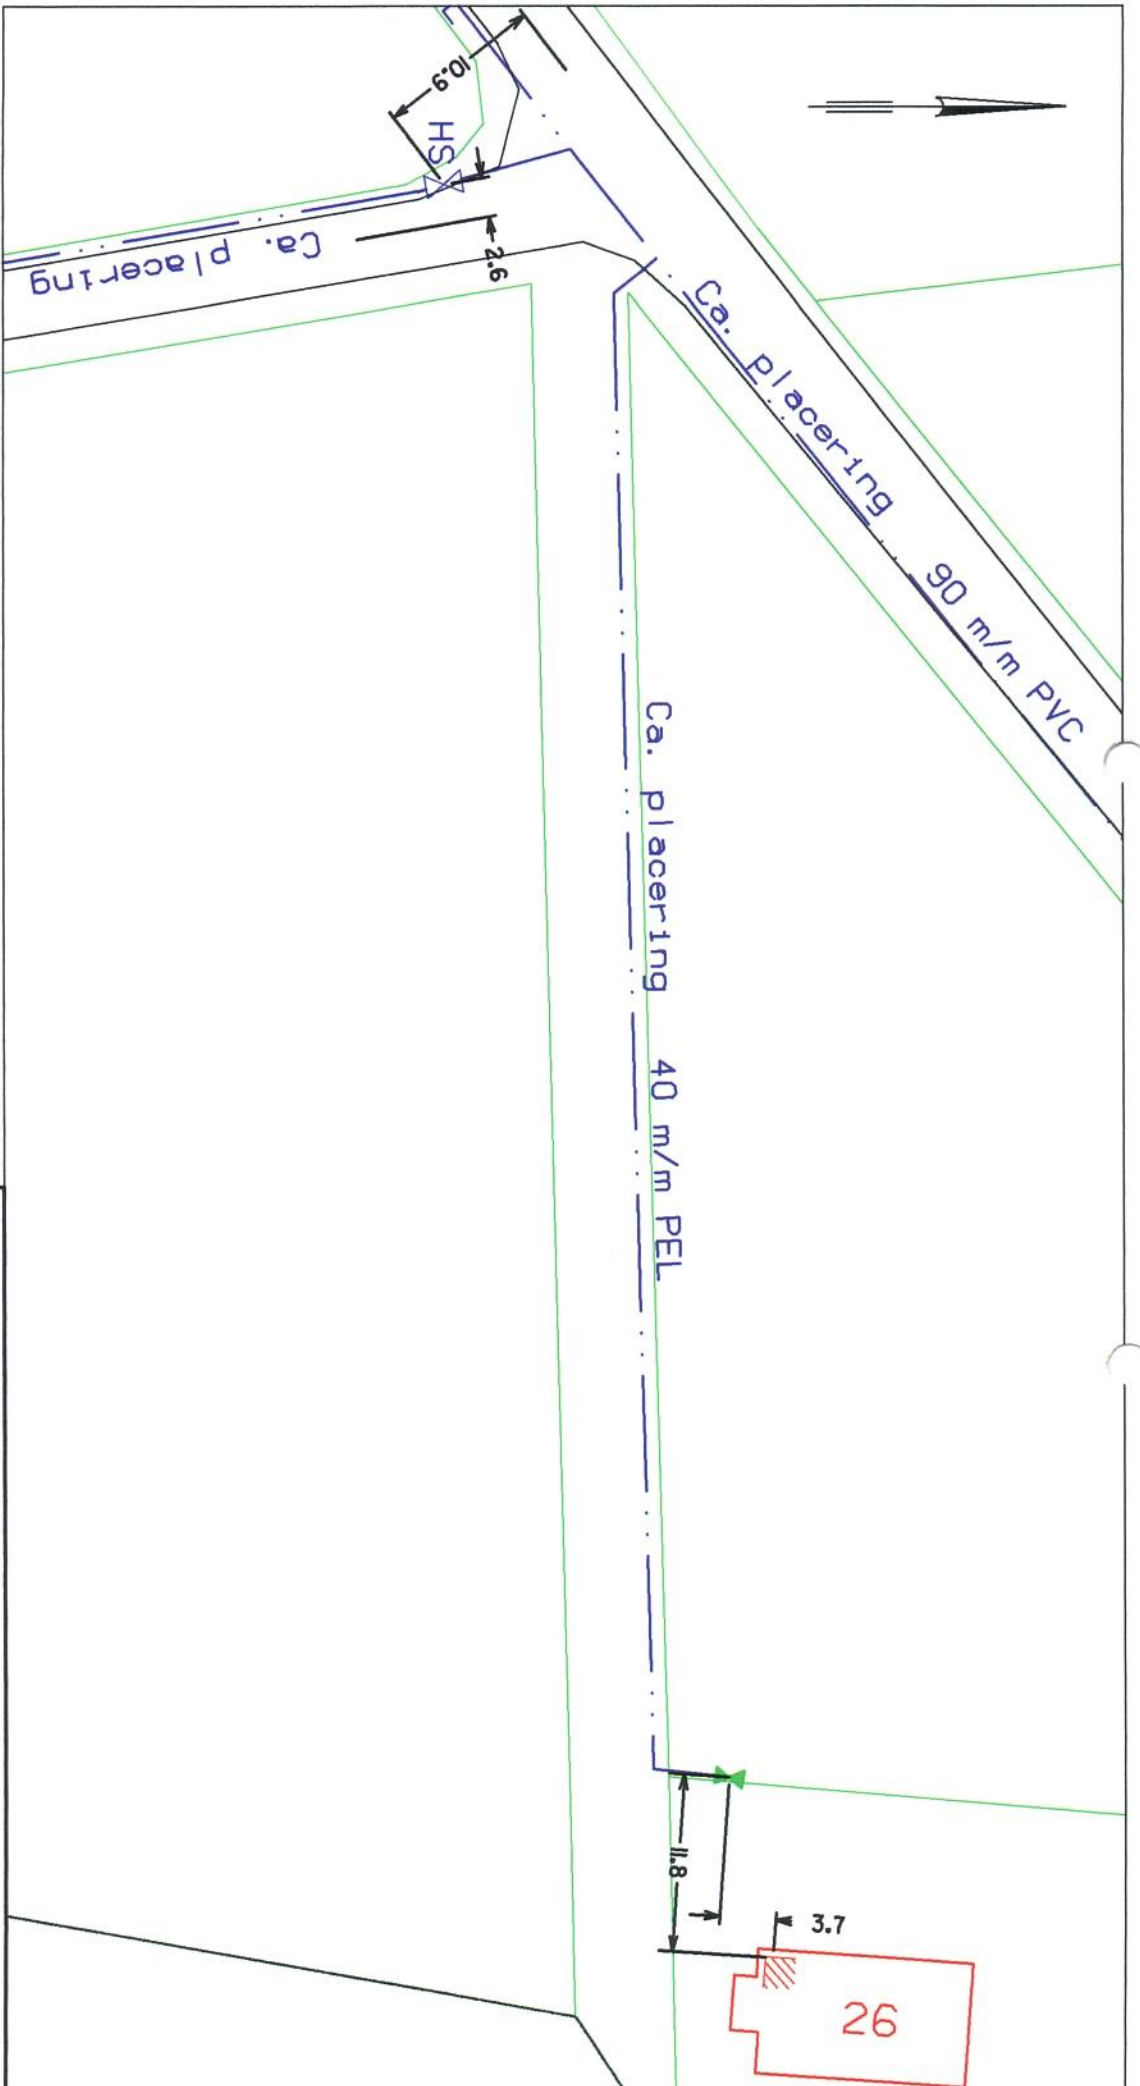 10.9
HS
2.6
Ca. placering
Ca. placering 90 m/m PVC
Ca. placering 40 m/m PEL
11.8
3.7
26